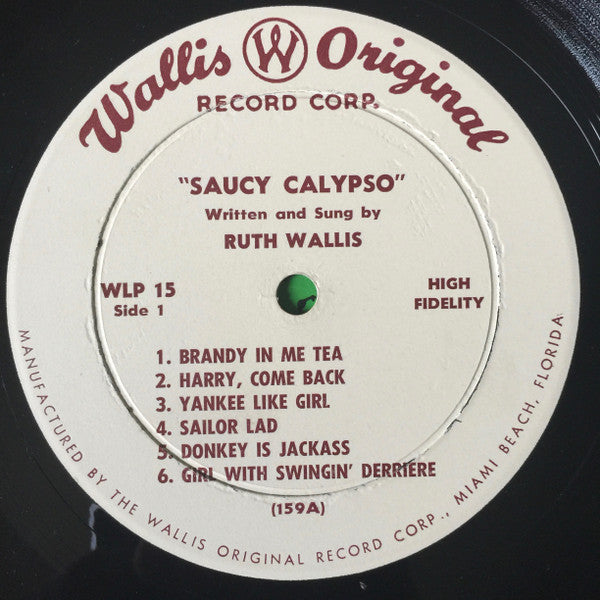 Wallis W Original
RECORD CORP.
"SAUCY CALYPSO"
Written and Sung by
RUTH WALLIS
WLP 15
Side 1
HIGH
FIDELITY
1. BRANDY IN ME TEA
2. HARRY, COME BACK
3. YANKEE LIKE GIRL
4. SAILOR LAD
5. DONKEY IS JACKASS
6. GIRL WITH SWINGIN' DERRIÈRE
(159A)
MANUFACTURED BY THE WALLIS ORIGINAL RECORD CORP., MIAMI BEACH, FLORIDA